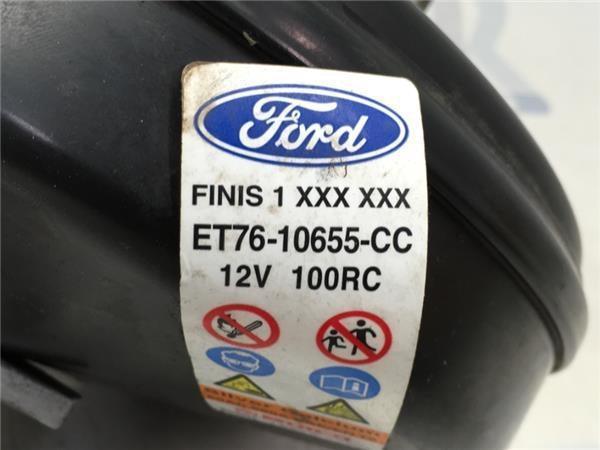 Ford
FINIS 1 XXX XXX
ET76-10655-CC
12V 100RC